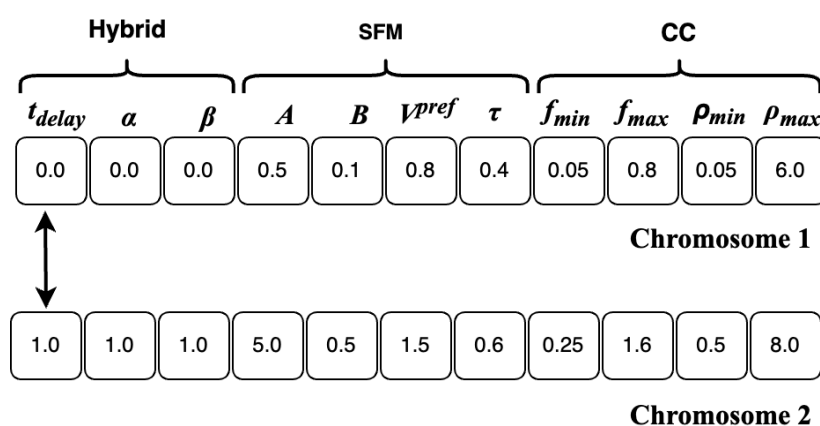 Hybrid SFM CC
t_delay α β A B V^pref τ f_min f_max ρ_min ρ_max
0.0 0.0 0.0 0.5 0.1 0.8 0.4 0.05 0.8 0.05 6.0
Chromosome 1
1.0 1.0 1.0 5.0 0.5 1.5 0.6 0.25 1.6 0.5 8.0
Chromosome 2